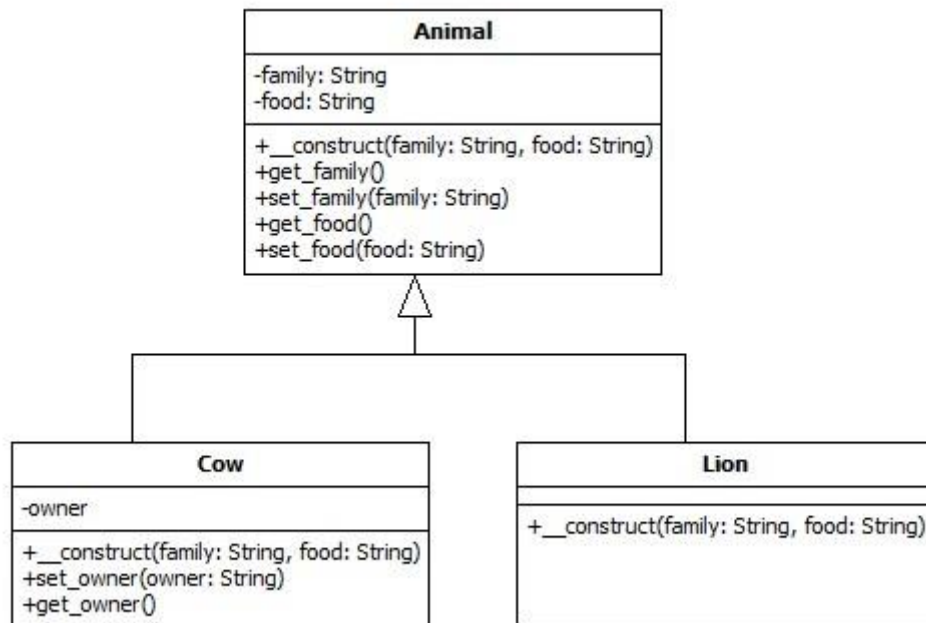 Animal
-family: String
-food: String
+__construct(family: String, food: String)
+get_family()
+set_family(family: String)
+get_food()
+set_food(food: String)
Cow
-owner
+__construct(family: String, food: String)
+set_owner(owner: String)
+get_owner()
Lion
+__construct(family: String, food: String)